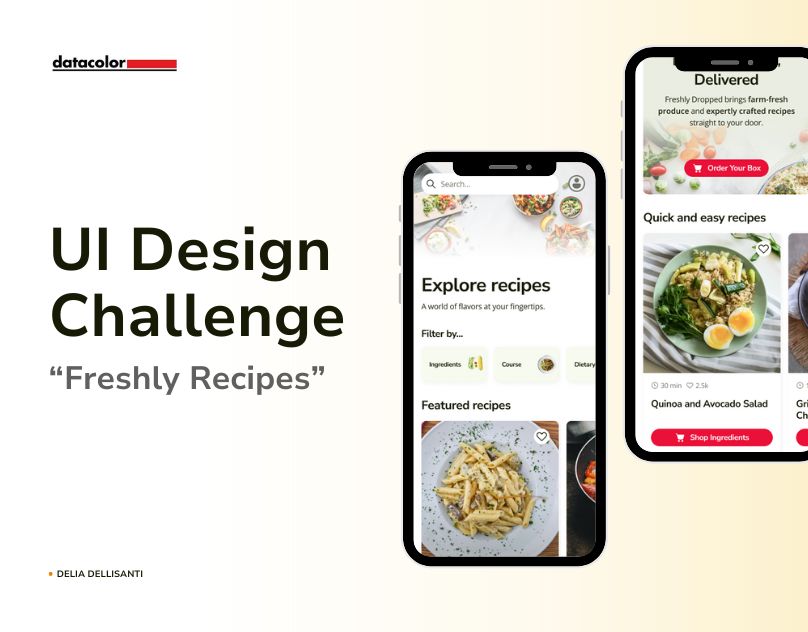 datacolor
UI Design
Challenge
“Freshly Recipes”
DELIA DELLISANTI
Search...
Explore recipes
A world of flavors at your fingertips.
Filter by...
Ingredients
Course
Dietary
Featured recipes
Delivered
Freshly Dropped brings farm-fresh
produce and expertly crafted recipes
straight to your door.
Order Your Box
Quick and easy recipes
30 min
2.5k
Quinoa and Avocado Salad
Shop Ingredients